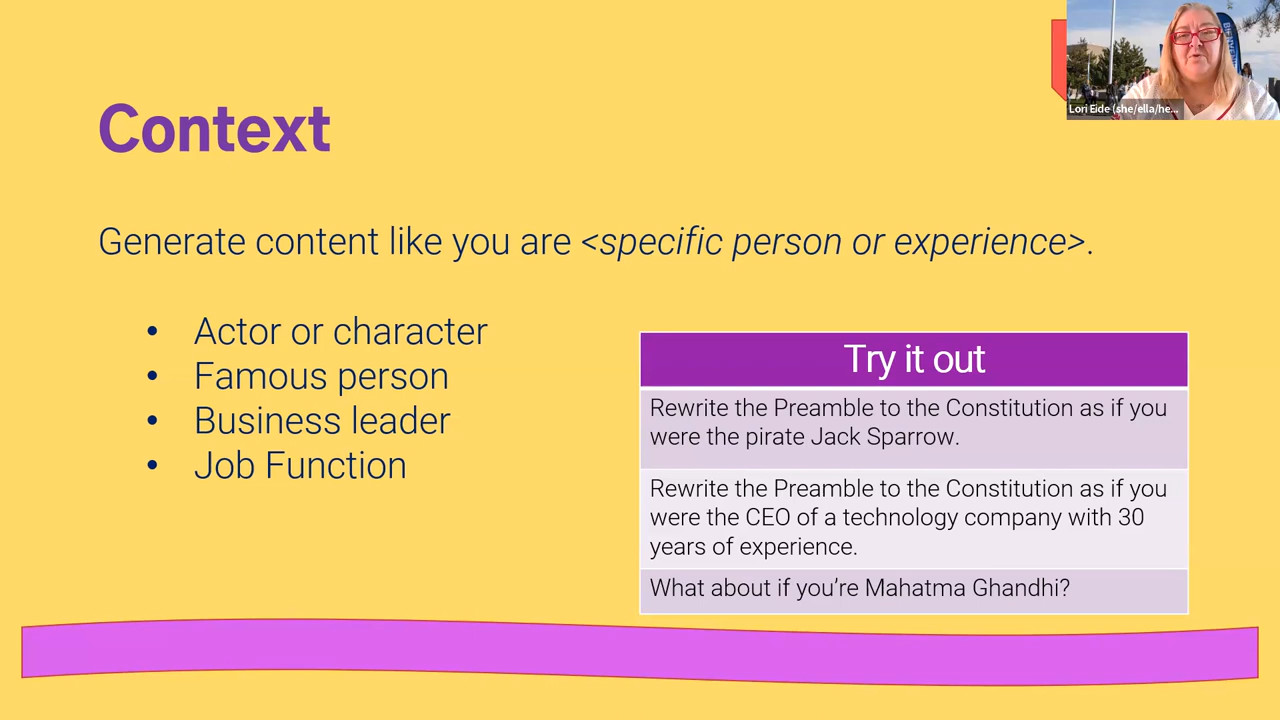 Context
Generate content like you are <specific person or experience>.
• Actor or character
• Famous person
• Business leader
• Job Function
Try it out
Rewrite the Preamble to the Constitution as if you
were the pirate Jack Sparrow.
Rewrite the Preamble to the Constitution as if you
were the CEO of a technology company with 30
years of experience.
What about if you’re Mahatma Ghandhi?
Lori Eide (she/ella/he...